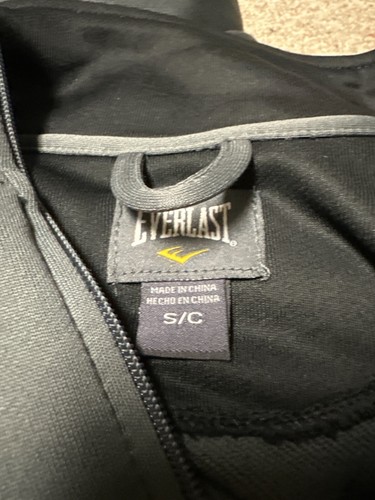 EVERLAST®
MADE IN CHINA
HECHO EN CHINA
S/C